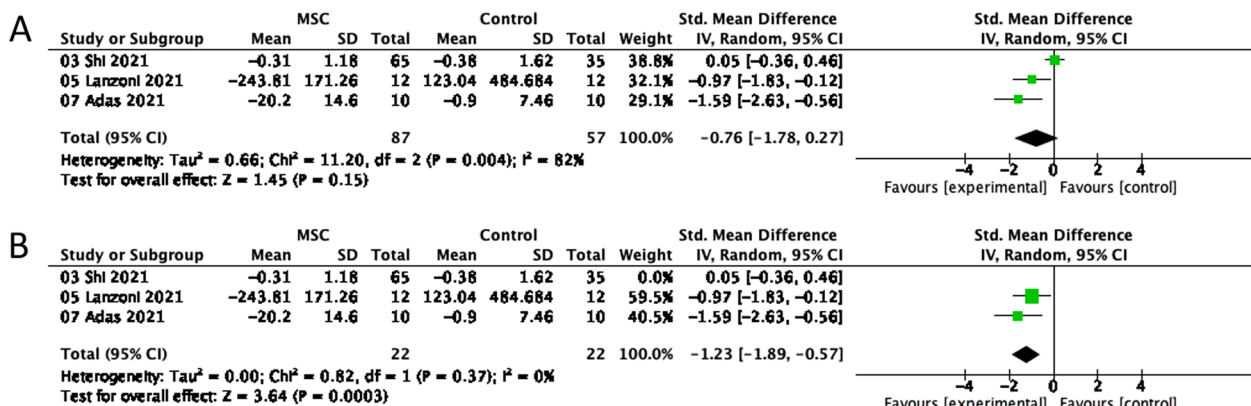 A
MSC Control Std. Mean Difference Std. Mean Difference
Study or Subgroup Mean SD Total Mean SD Total Weight IV, Random, 95% CI IV, Random, 95% CI
03 Shi 2021 −0.31 1.18 65 −0.38 1.62 35 38.8% 0.05 [−0.36, 0.46]
05 Lanzoni 2021 −243.81 171.26 12 123.04 484.684 12 32.1% −0.97 [−1.83, −0.12]
07 Adas 2021 −20.2 14.6 10 −0.9 7.46 10 29.1% −1.59 [−2.63, −0.56]
Total (95% CI) 87 57 100.0% −0.76 [−1.78, 0.27]
Heterogeneity: Tau² = 0.66; Chi² = 11.20, df = 2 (P = 0.004); I² = 82%
Test for overall effect: Z = 1.45 (P = 0.15)
−4 −2 0 2 4
Favours [experimental] Favours [control]
B
MSC Control Std. Mean Difference Std. Mean Difference
Study or Subgroup Mean SD Total Mean SD Total Weight IV, Random, 95% CI IV, Random, 95% CI
03 Shi 2021 −0.31 1.18 65 −0.38 1.62 35 0.0% 0.05 [−0.36, 0.46]
05 Lanzoni 2021 −243.81 171.26 12 123.04 484.684 12 59.5% −0.97 [−1.83, −0.12]
07 Adas 2021 −20.2 14.6 10 −0.9 7.46 10 40.5% −1.59 [−2.63, −0.56]
Total (95% CI) 22 22 100.0% −1.23 [−1.89, −0.57]
Heterogeneity: Tau² = 0.00; Chi² = 0.82, df = 1 (P = 0.37); I² = 0%
Test for overall effect: Z = 3.64 (P = 0.0003)
−4 −2 0 2 4
Favours [experimental] Favours [control]